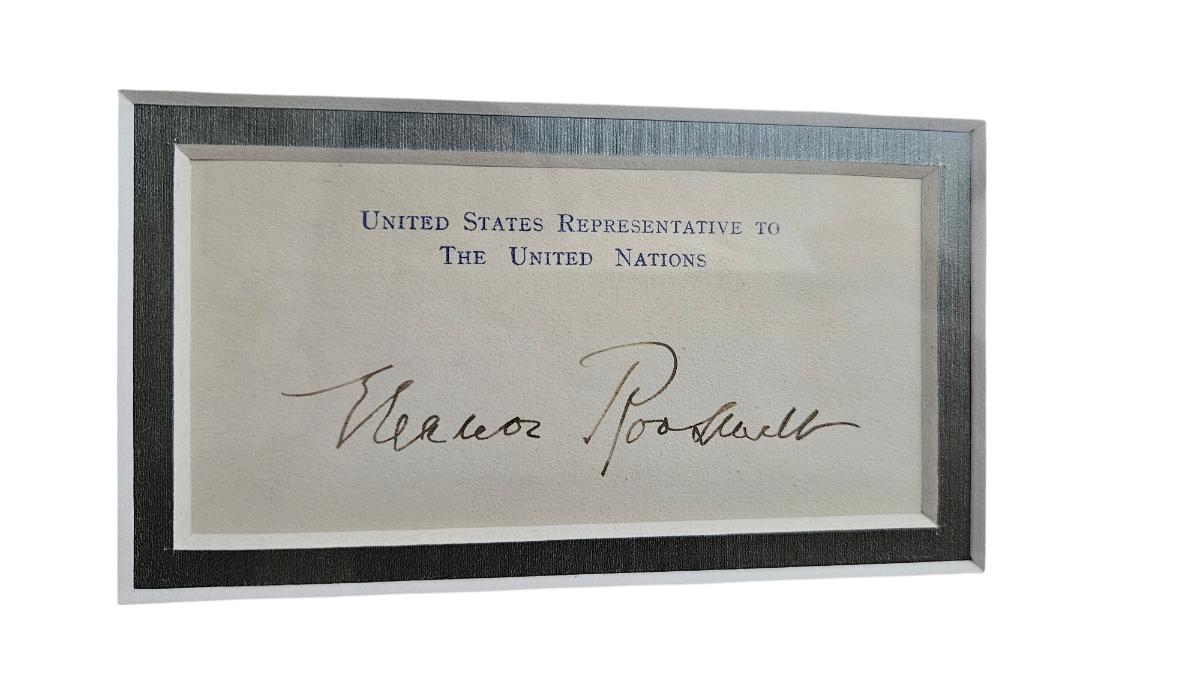 United States Representative to
The United Nations
Eleanor Roosevelt